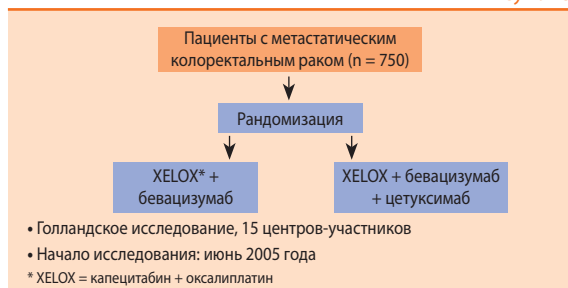 Пациенты с метастатическим
колоректальным раком (n = 750)
Рандомизация
XELOX* +
бевацизумаб
XELOX + бевацизумаб
+ цетуксимаб
• Голландское исследование, 15 центров-участников
• Начало исследования: июнь 2005 года
* XELOX = капецитабин + оксалиплатин